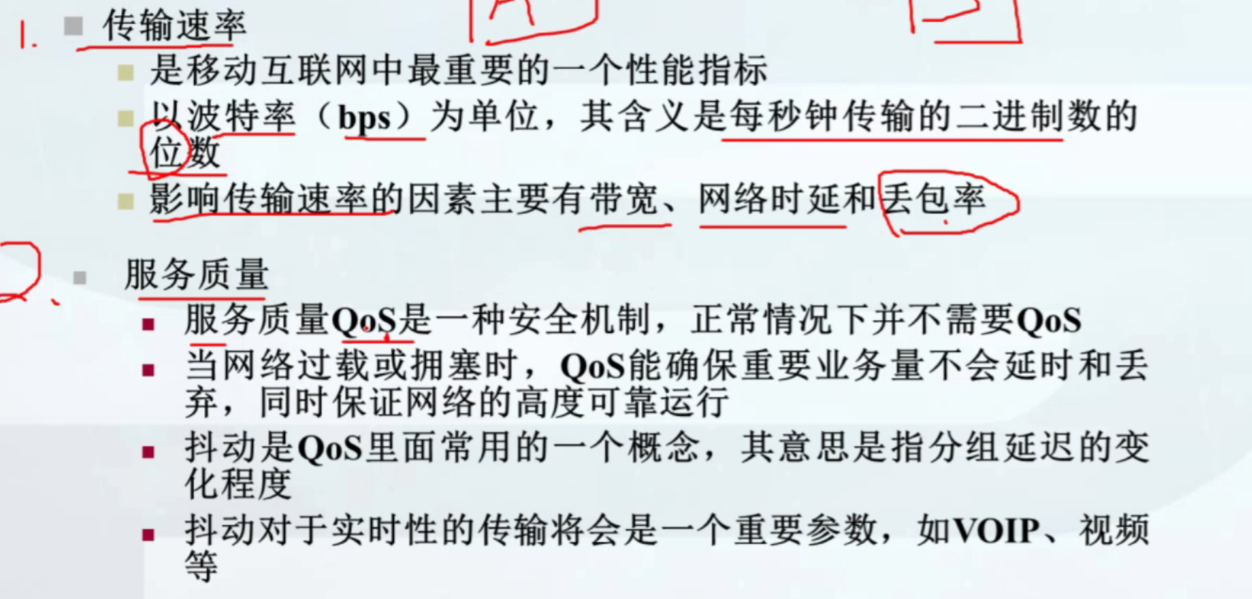 1. 传输速率
是移动互联网中最重要的一个性能指标
以波特率（bps）为单位，其含义是每秒钟传输的二进制数的
位数
影响传输速率的因素主要有带宽、网络时延和丢包率
服务质量
服务质量QoS是一种安全机制，正常情况下并不需要QoS
当网络过载或拥塞时，QoS能确保重要业务量不会延时和丢
弃，同时保证网络的高度可靠运行
抖动是QoS里面常用的一个概念，其意思是指分组延迟的变
化程度
抖动对于实时性的传输将会是一个重要参数，如VOIP、视频
等